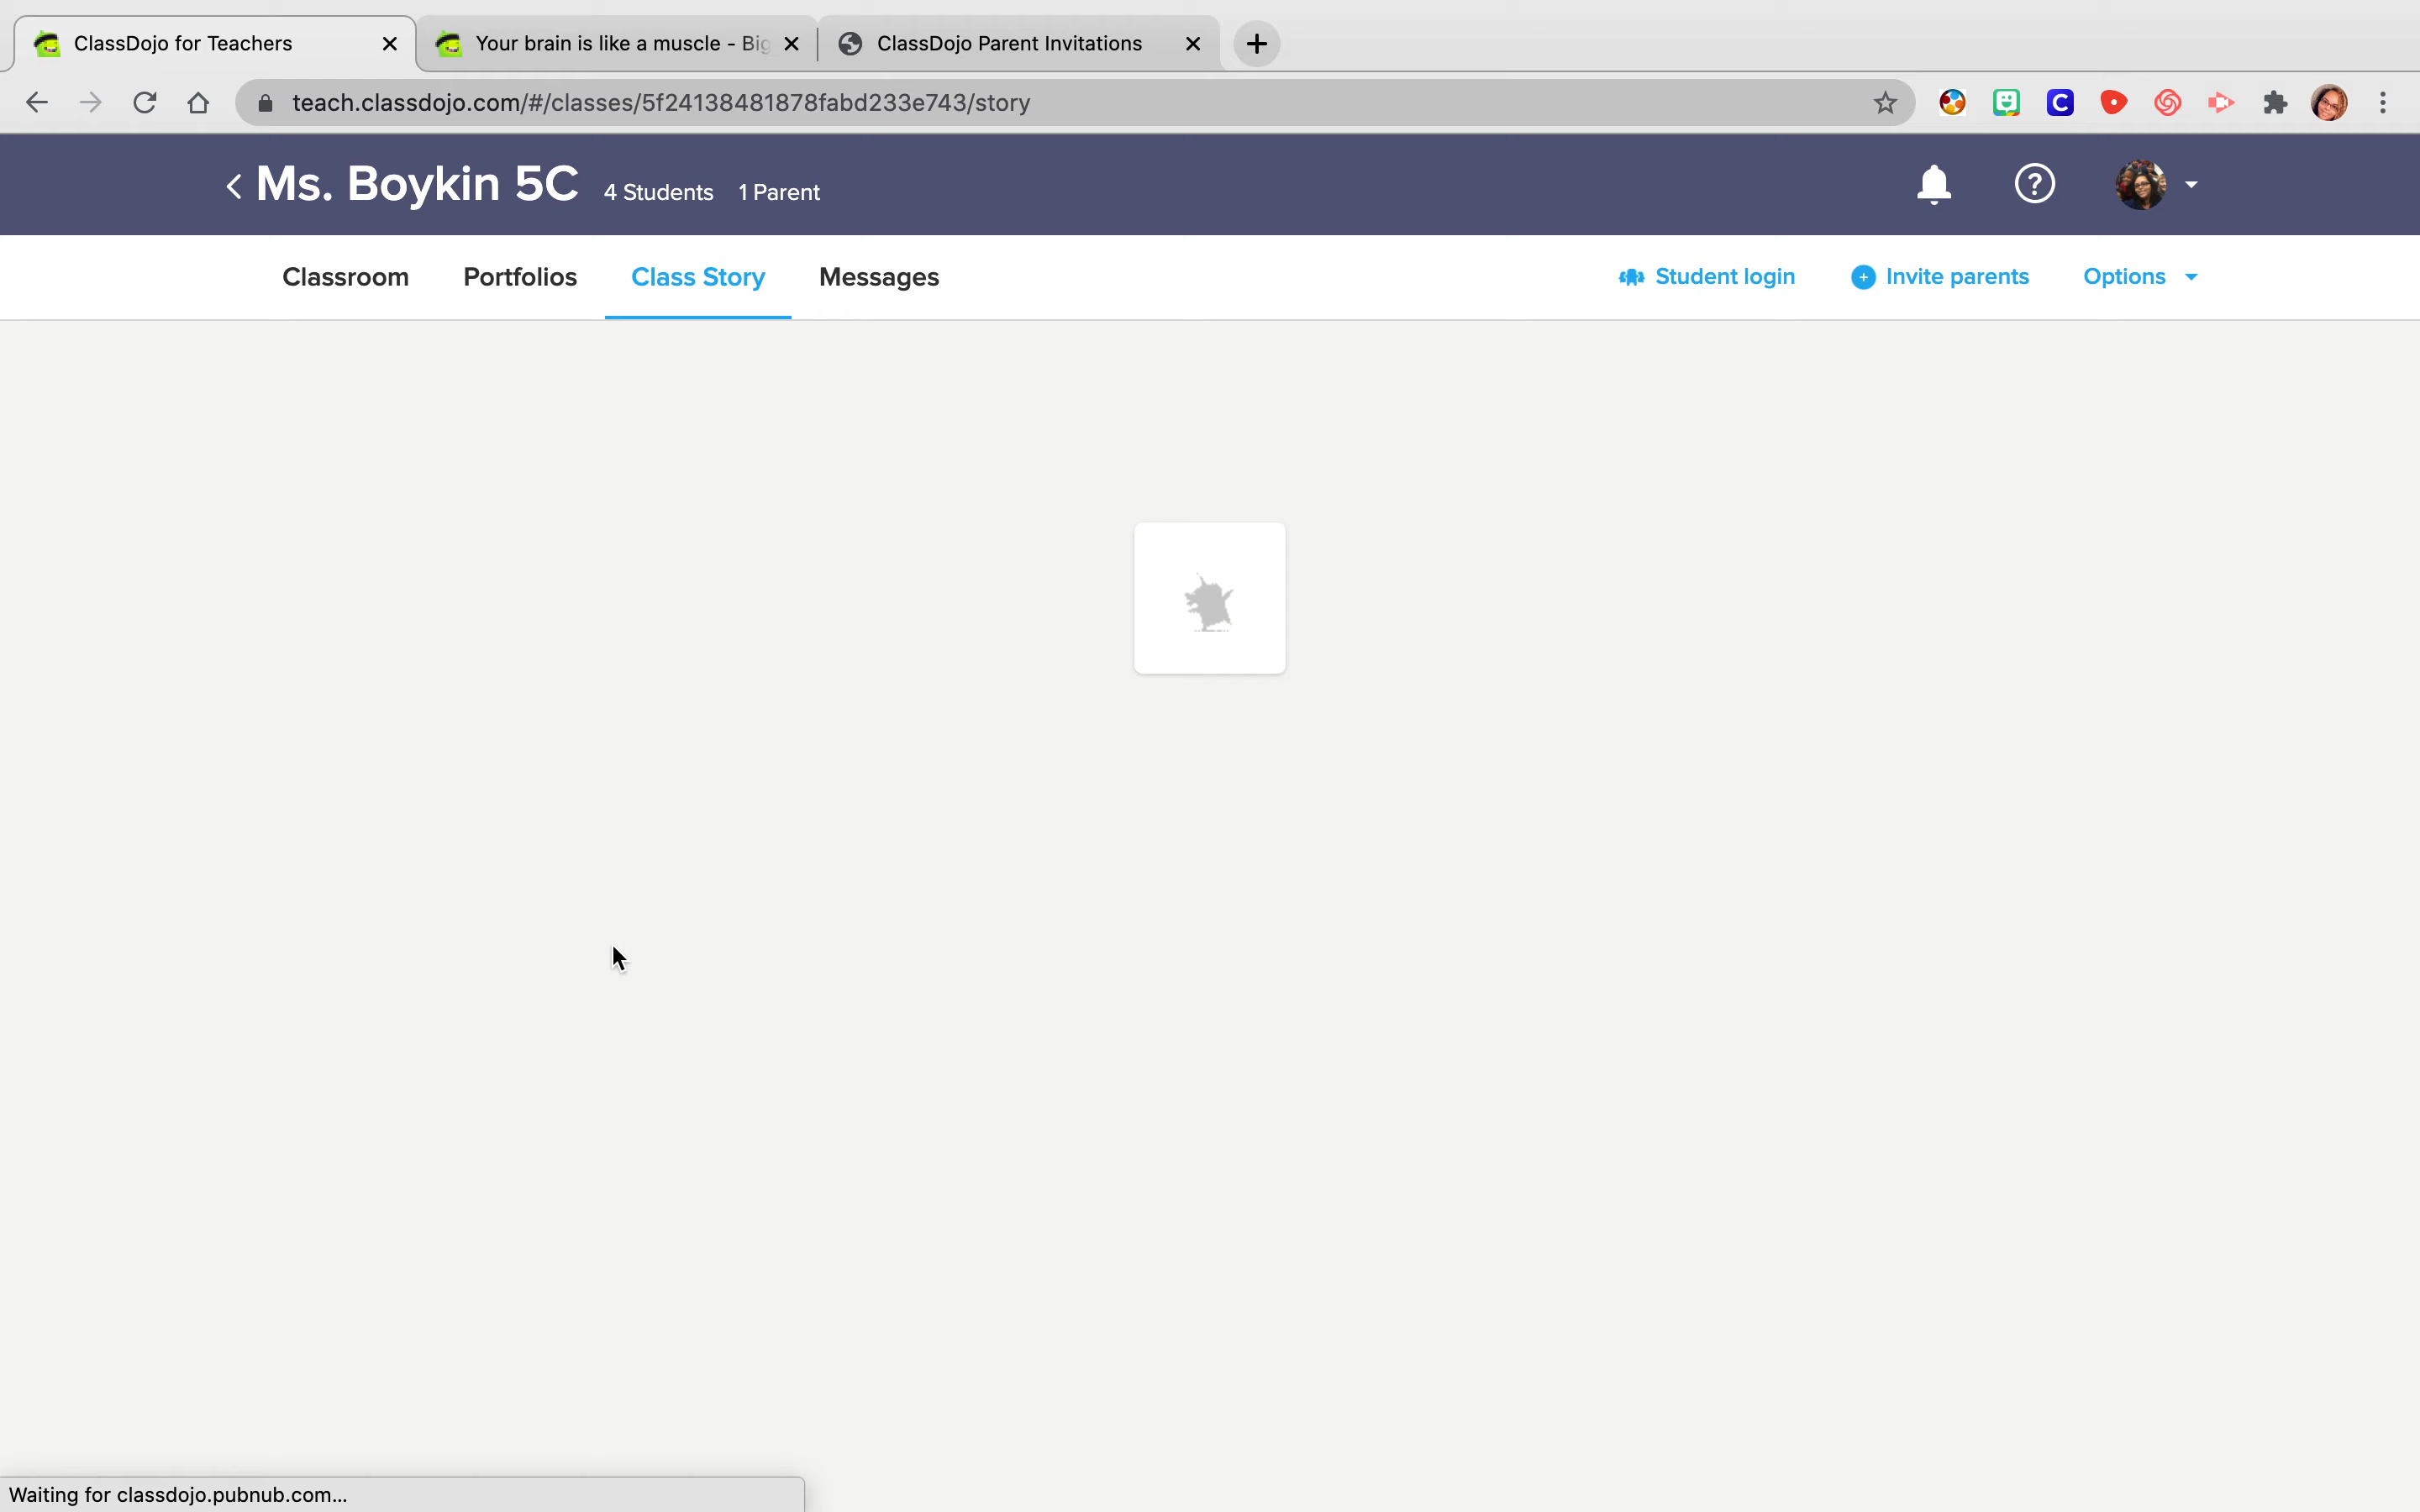 ClassDojo for Teachers
Your brain is like a muscle - Big
ClassDojo Parent Invitations
teach.classdojo.com/#/classes/5f24138481878fabd233e743/story
Ms. Boykin 5C 4 Students 1 Parent
Classroom Portfolios Class Story Messages Student login Invite parents Options
Waiting for classdojo.pubnub.com...